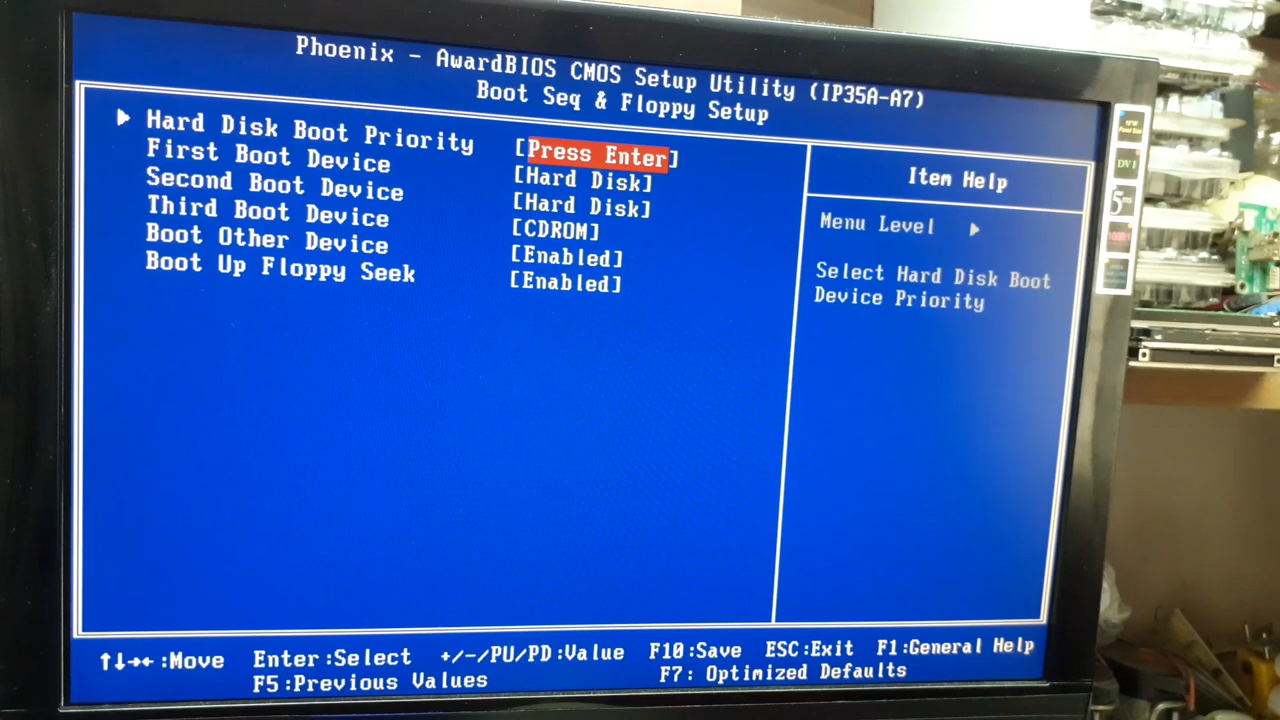 Phoenix - AwardBIOS CMOS Setup Utility (IP35A-A7)
Boot Seq & Floppy Setup
Hard Disk Boot Priority [Press Enter]
First Boot Device [Hard Disk]
Second Boot Device [Hard Disk]
Third Boot Device [CDROM]
Boot Other Device [Enabled]
Boot Up Floppy Seek [Enabled]
Item Help
Menu Level
Select Hard Disk Boot
Device Priority
↑↓→←:Move Enter:Select +/-/PU/PD:Value F10:Save ESC:Exit F1:General Help
F5:Previous Values F7: Optimized Defaults
DVI
5ms